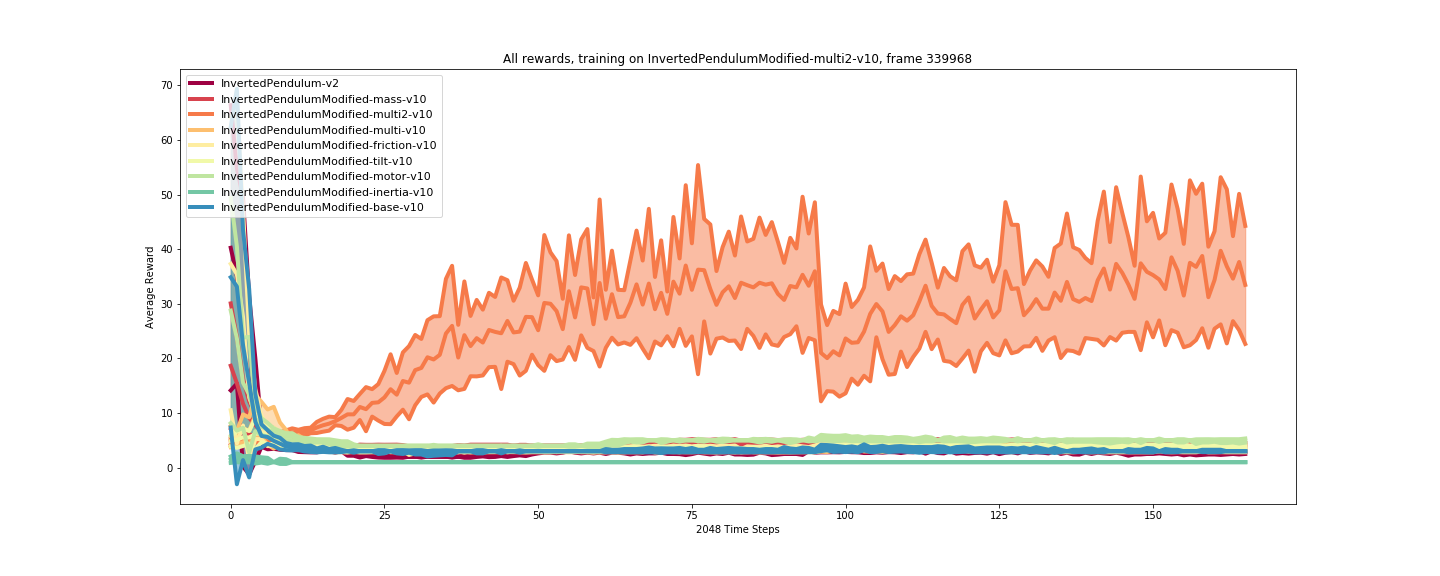 All rewards, training on InvertedPendulumModified-multi2-v10, frame 339968
InvertedPendulum-v2
InvertedPendulumModified-mass-v10
InvertedPendulumModified-multi2-v10
InvertedPendulumModified-multi-v10
InvertedPendulumModified-friction-v10
InvertedPendulumModified-tilt-v10
InvertedPendulumModified-motor-v10
InvertedPendulumModified-inertia-v10
InvertedPendulumModified-base-v10
Average Reward
70
60
50
40
30
20
10
0
0 25 50 75 100 125 150
2048 Time Steps